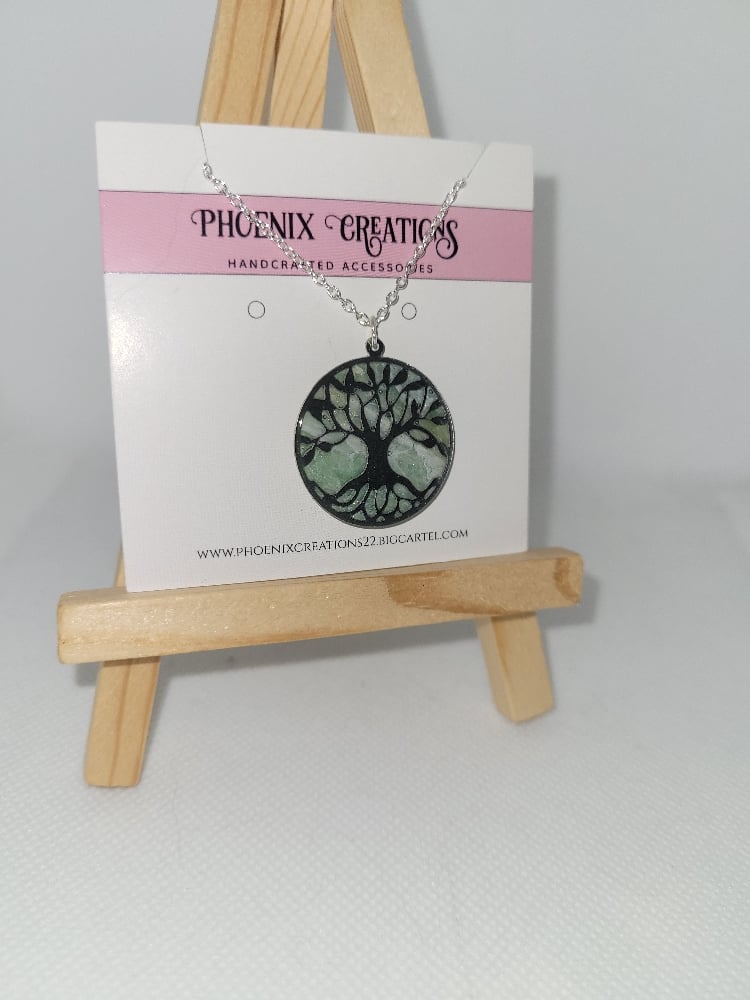 PHOENIX CREATIONS
HANDCRAFTED ACCESSORIES
WWW.PHOENIXCREATIONS22.BIGCARTEL.COM